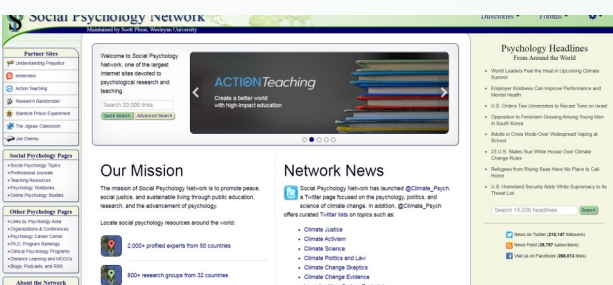 Social Psychology Network
Maintained by Scott Plous, Wesleyan University
Directories
Forums
Partner Sites
Understanding Prejudice
eInterview
Action Teaching
Research Randomizer
Stanford Prison Experiment
The Jigsaw Classroom
Joe Chemo
Social Psychology Pages
Social Psychology Topics
Professional Journals
Teaching Resources
Psychology Textbooks
Online Psychology Studies
Other Psychology Pages
Links by Psychology Area
Organizations & Conferences
Psychology Career Center
Ph.D. Program Rankings
Clinical Psychology Programs
Distance Learning and MOOCs
Blogs, Podcasts, and RSS
About the Network
Welcome to Social Psychology
Network, one of the largest
Internet sites devoted to
psychological research and
teaching.
Search 20,000 links
Quick Search Advanced Search
ACTIONTeaching
Create a better world
with high-impact education
Our Mission
The mission of Social Psychology Network is to promote peace,
social justice, and sustainable living through public education,
research, and the advancement of psychology.
Locate social psychology resources around the world:
2,000+ profiled experts from 50 countries
800+ research groups from 32 countries
Network News
Social Psychology Network has launched @Climate_Psych,
a Twitter page focused on the psychology, politics, and
science of climate change. In addition, @Climate_Psych
offers curated Twitter lists on topics such as:
Climate Justice
Climate Activism
Climate Science
Climate Politics and Law
Climate Change Skeptics
Climate Change Evidence
Psychology Headlines
From Around the World
World Leaders Feel the Heat in Upcoming Climate
Summit
Employer Kindness Can Improve Performance and
Mental Health
U.S. Orders Two Universities to Recast Tone on Israel
Opposition to Feminism Growing Among Young Men
in South Korea
Adults in Crisis Mode Over Widespread Vaping at
School
23 U.S. States Sue White House Over Climate
Change Rules
Refugees from Rising Seas Have No Place to Call
Home
U.S. Homeland Security Adds White Supremacy to its
Threat List
Search 15,036 headlines Search
News on Twitter (210,147 followers)
News Feed (28,797 subscribers)
Visit us on Facebook (268,013 likes)